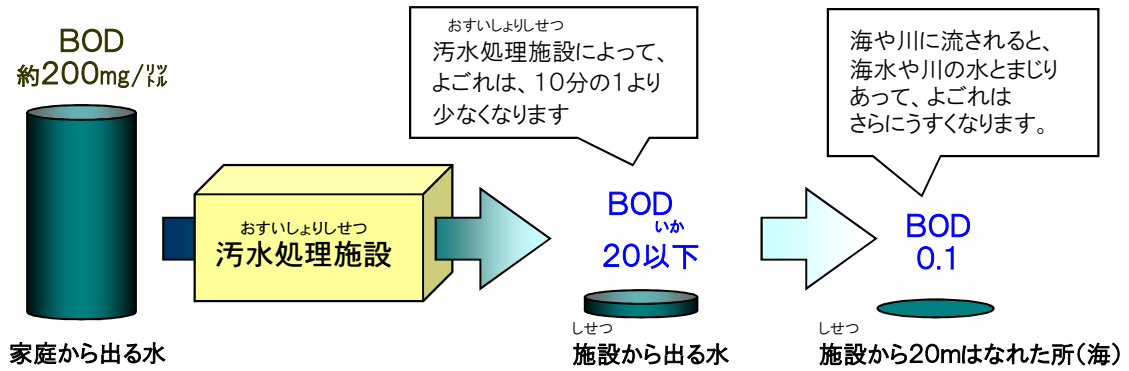 BOD
約200mg/㍑
家庭から出る水
おすいしょりしせつ
汚水処理施設
おすいしょりしせつ
汚水処理施設によって、
よごれは、10分の1より
少なくなります
BOD
いか
20以下
しせつ
施設から出る水
海や川に流されると、
海水や川の水とまじり
あって、よごれは
さらにうすくなります。
BOD
0.1
しせつ
施設から20mはなれた所(海)